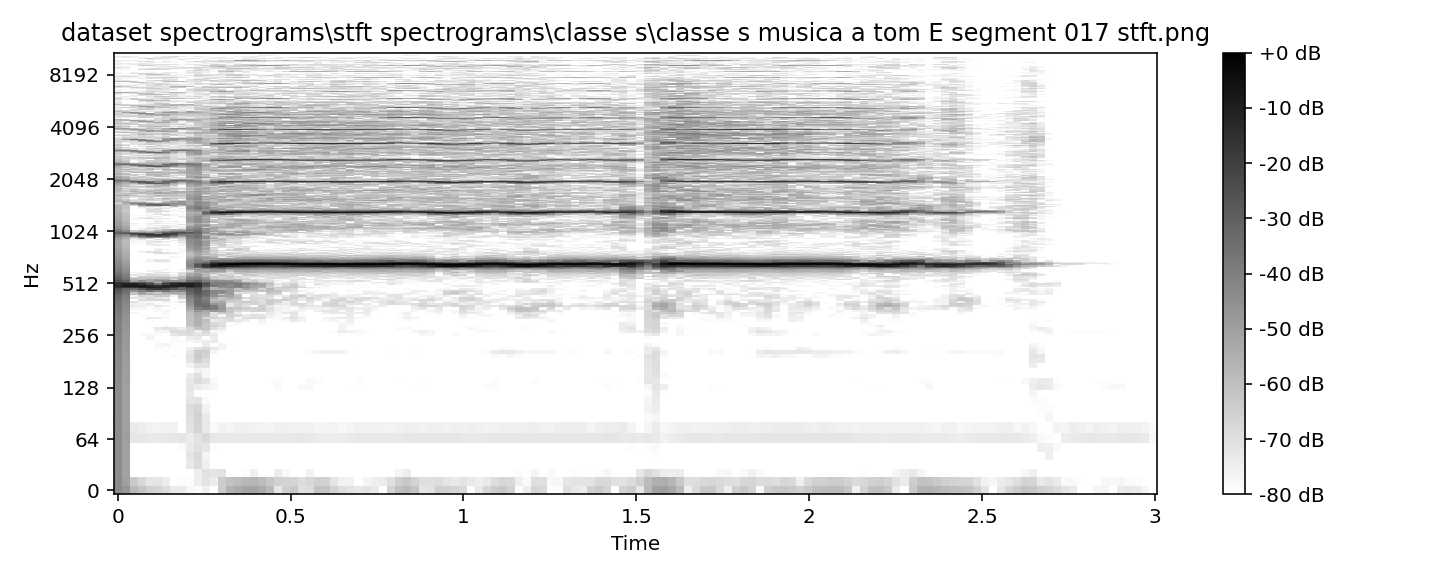 dataset spectrograms\stft spectrograms\classe s\classe s musica a tom E segment 017 stft.png
8192
4096
2048
1024
512
256
128
64
0
Hz
0
0.5
1
1.5
2
2.5
3
Time
+0 dB
-10 dB
-20 dB
-30 dB
-40 dB
-50 dB
-60 dB
-70 dB
-80 dB